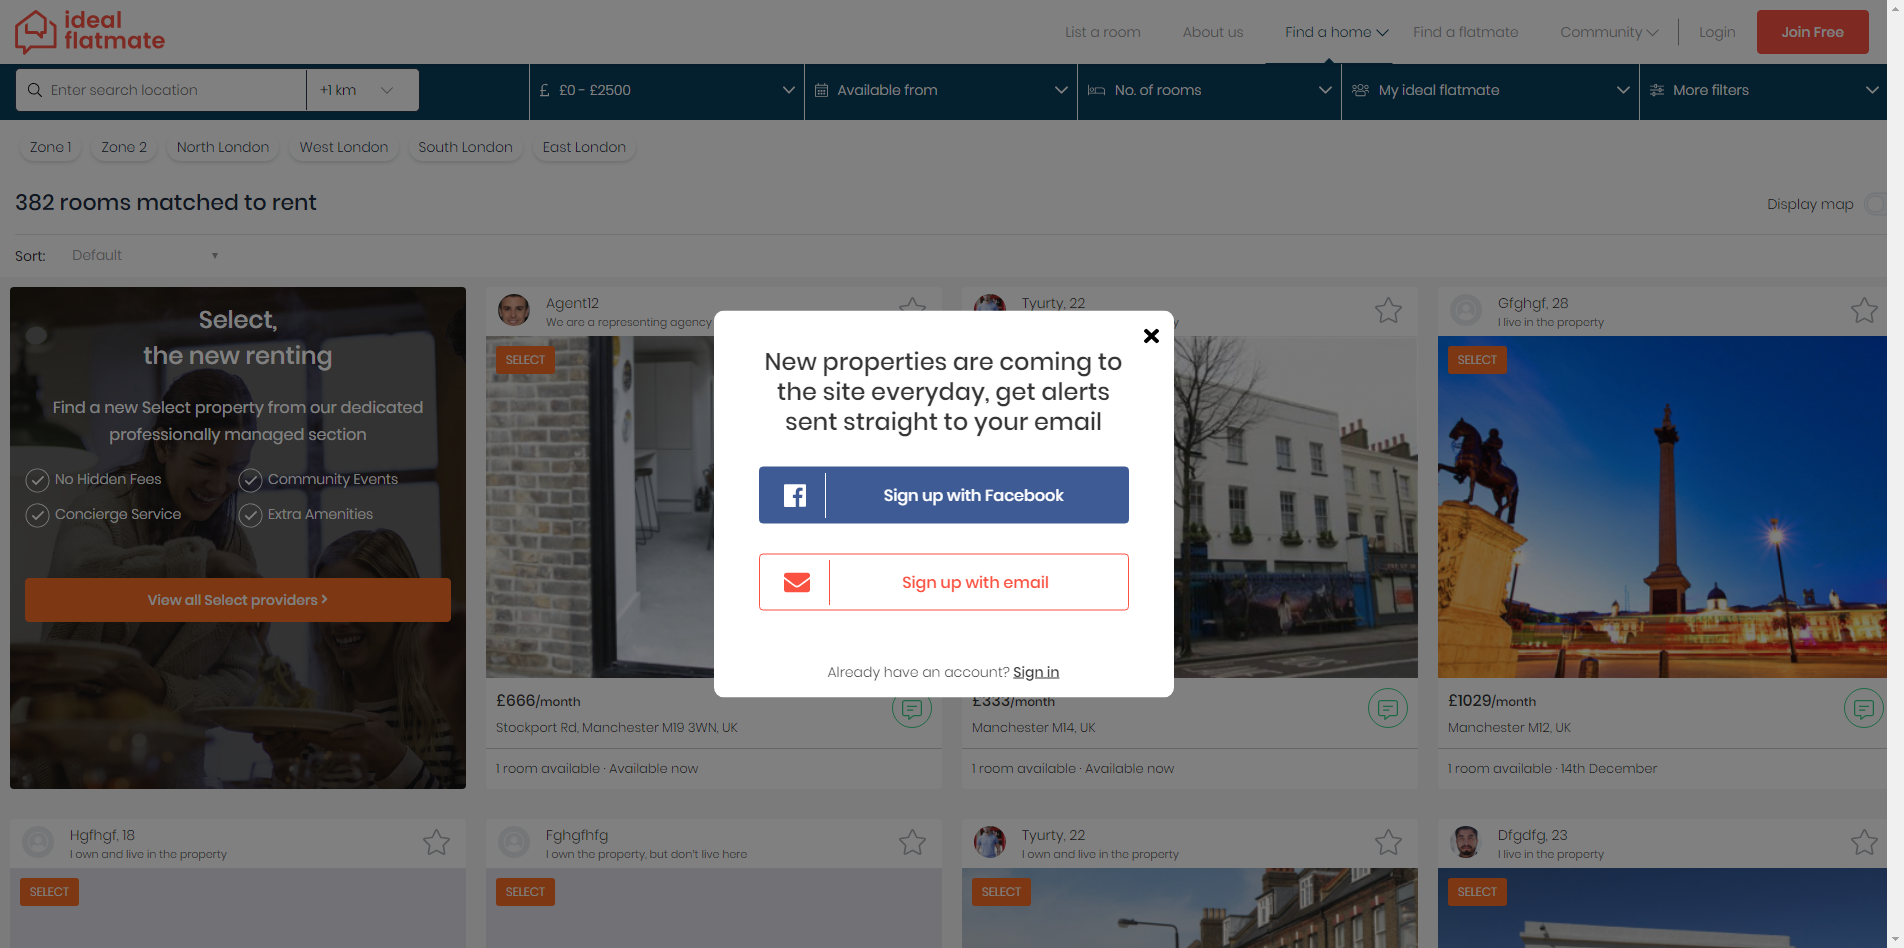 ideal
flatmate
List a room
About us
Find a home
Find a flatmate
Community
Login
Join Free
Enter search location
+1 km
£ £0 - £2500
Available from
No. of rooms
My ideal flatmate
More filters
Zone 1
Zone 2
North London
West London
South London
East London
382 rooms matched to rent
Display map
Sort:
Default
Select,
the new renting
Find a new Select property from our dedicated
professionally managed section
No Hidden Fees
Community Events
Concierge Service
Extra Amenities
View all Select providers
Agent12
We are a representing agency
SELECT
£666/month
Stockport Rd, Manchester M19 3WN, UK
1 room available · Available now
Tyurty, 22
£333/month
Manchester M14, UK
1 room available · Available now
Gfghgf, 28
I live in the property
SELECT
£1029/month
Manchester M12, UK
1 room available · 14th December
New properties are coming to
the site everyday, get alerts
sent straight to your email
Sign up with Facebook
Sign up with email
Already have an account? Sign in
Hgfhgf, 18
I own and live in the property
SELECT
Fghgfhfg
I own the property, but don't live here
SELECT
Tyurty, 22
I own and live in the property
SELECT
Dfgdfg, 23
I live in the property
SELECT